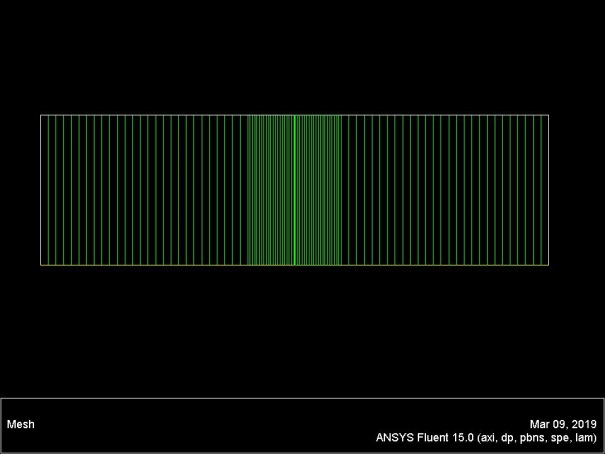 Mesh
Mar 09, 2019
ANSYS Fluent 15.0 (axi, dp, pbns, spe, lam)